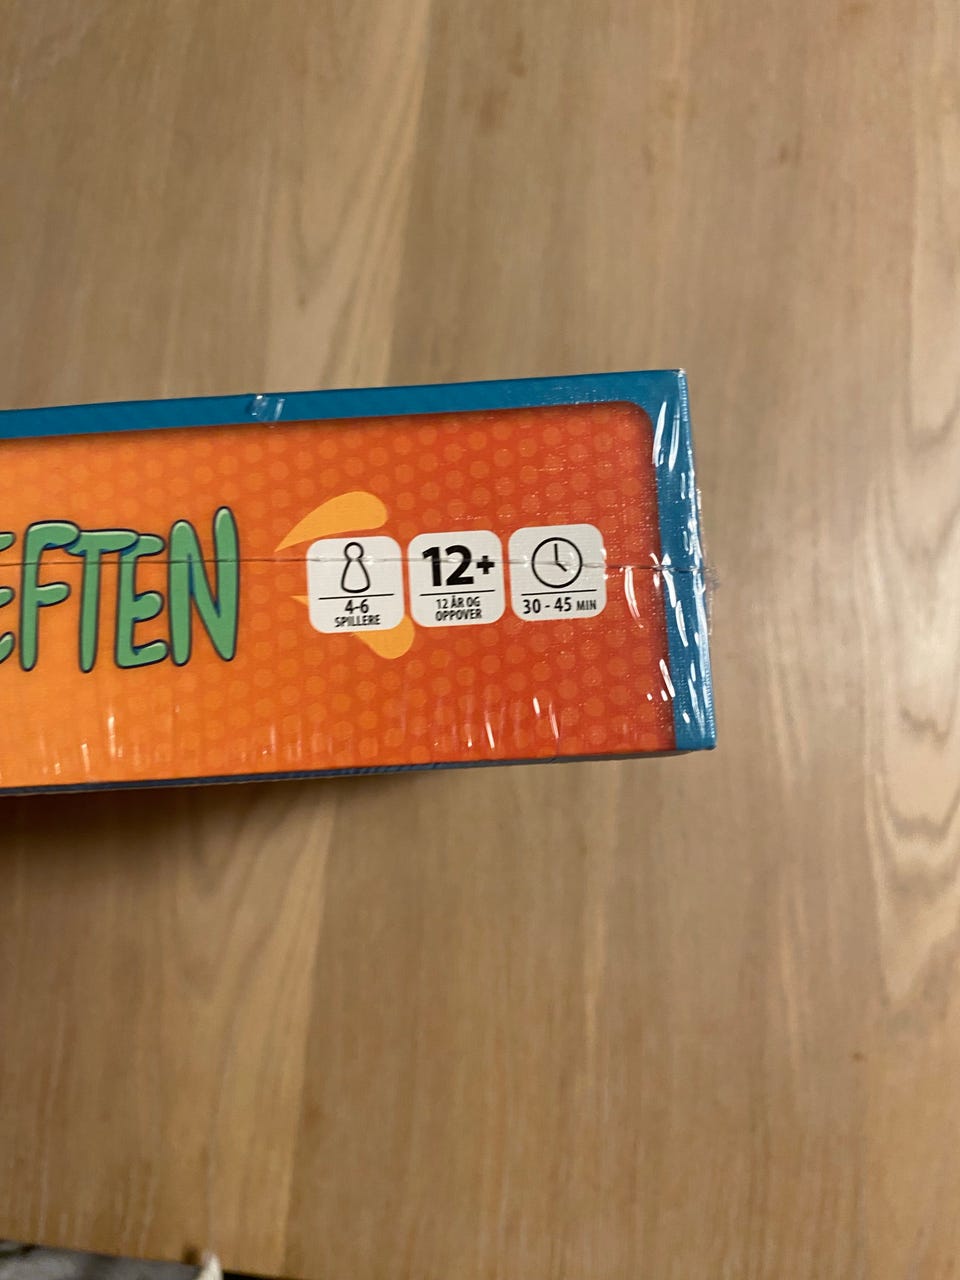 EFTEN
4-6
SPILLERE
12+
12 ÅR OG
OPPOVER
30 - 45 MIN